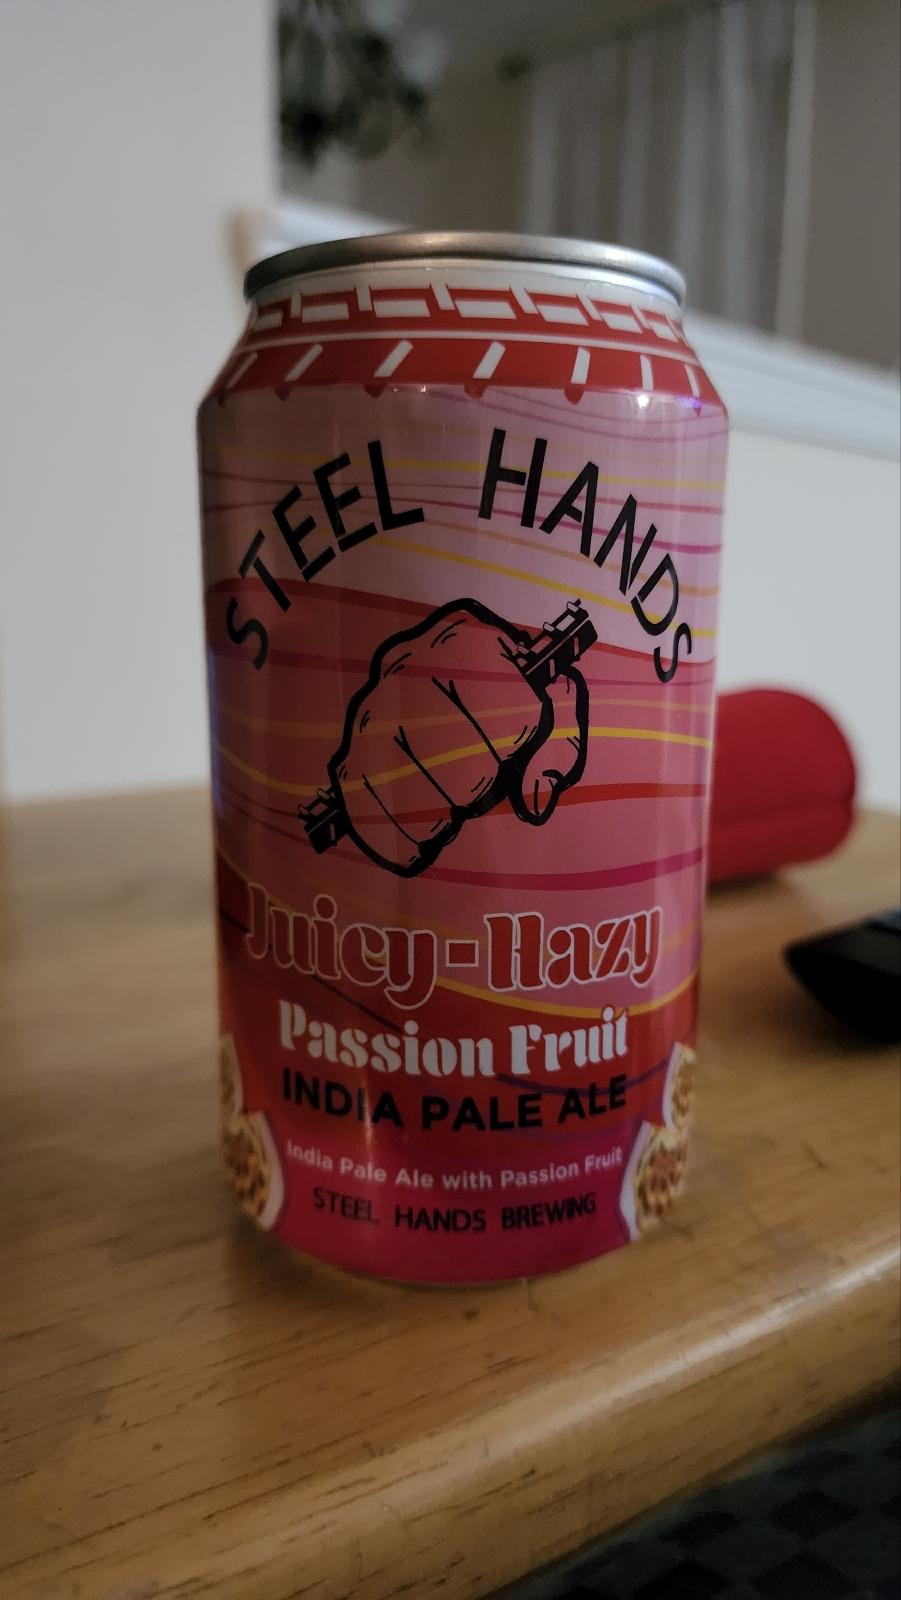 STEEL HANDS
Juicy-Hazy
Passion Fruit
INDIA PALE ALE
India Pale Ale with Passion Fruit
STEEL HANDS BREWING